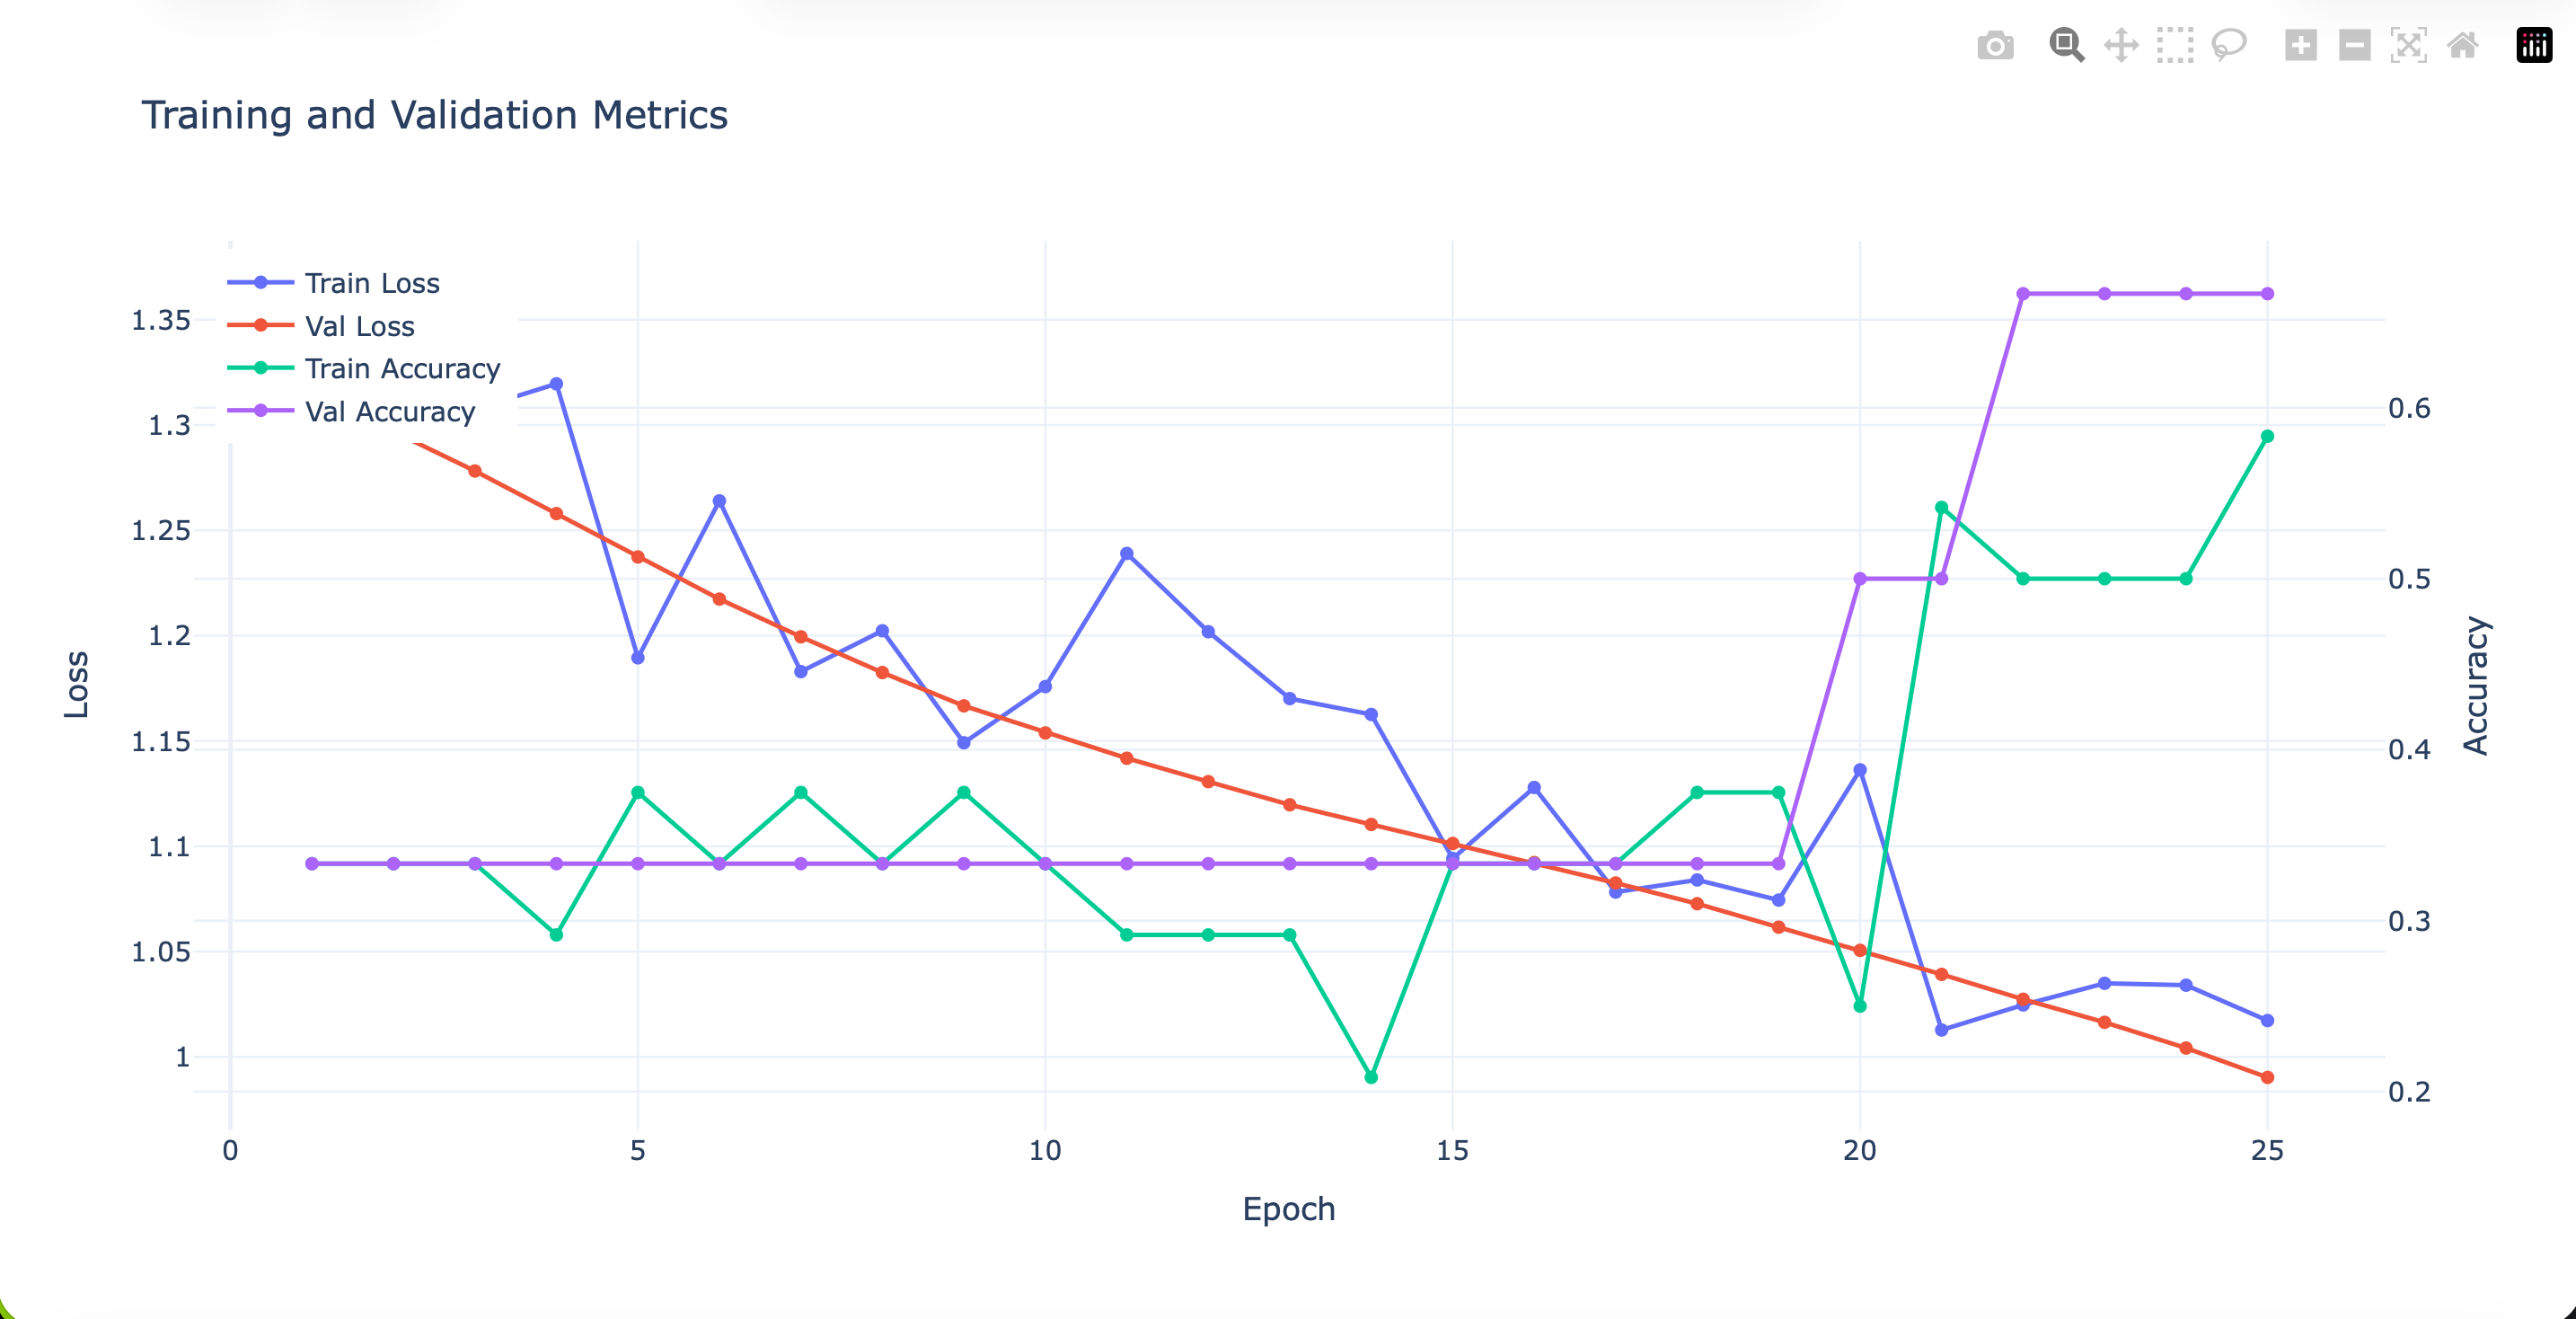 Training and Validation Metrics
Train Loss
Val Loss
Train Accuracy
Val Accuracy
1.35
1.3
1.25
1.2
1.15
1.1
1.05
1
Loss
0.6
0.5
0.4
0.3
0.2
Accuracy
0 5 10 15 20 25
Epoch